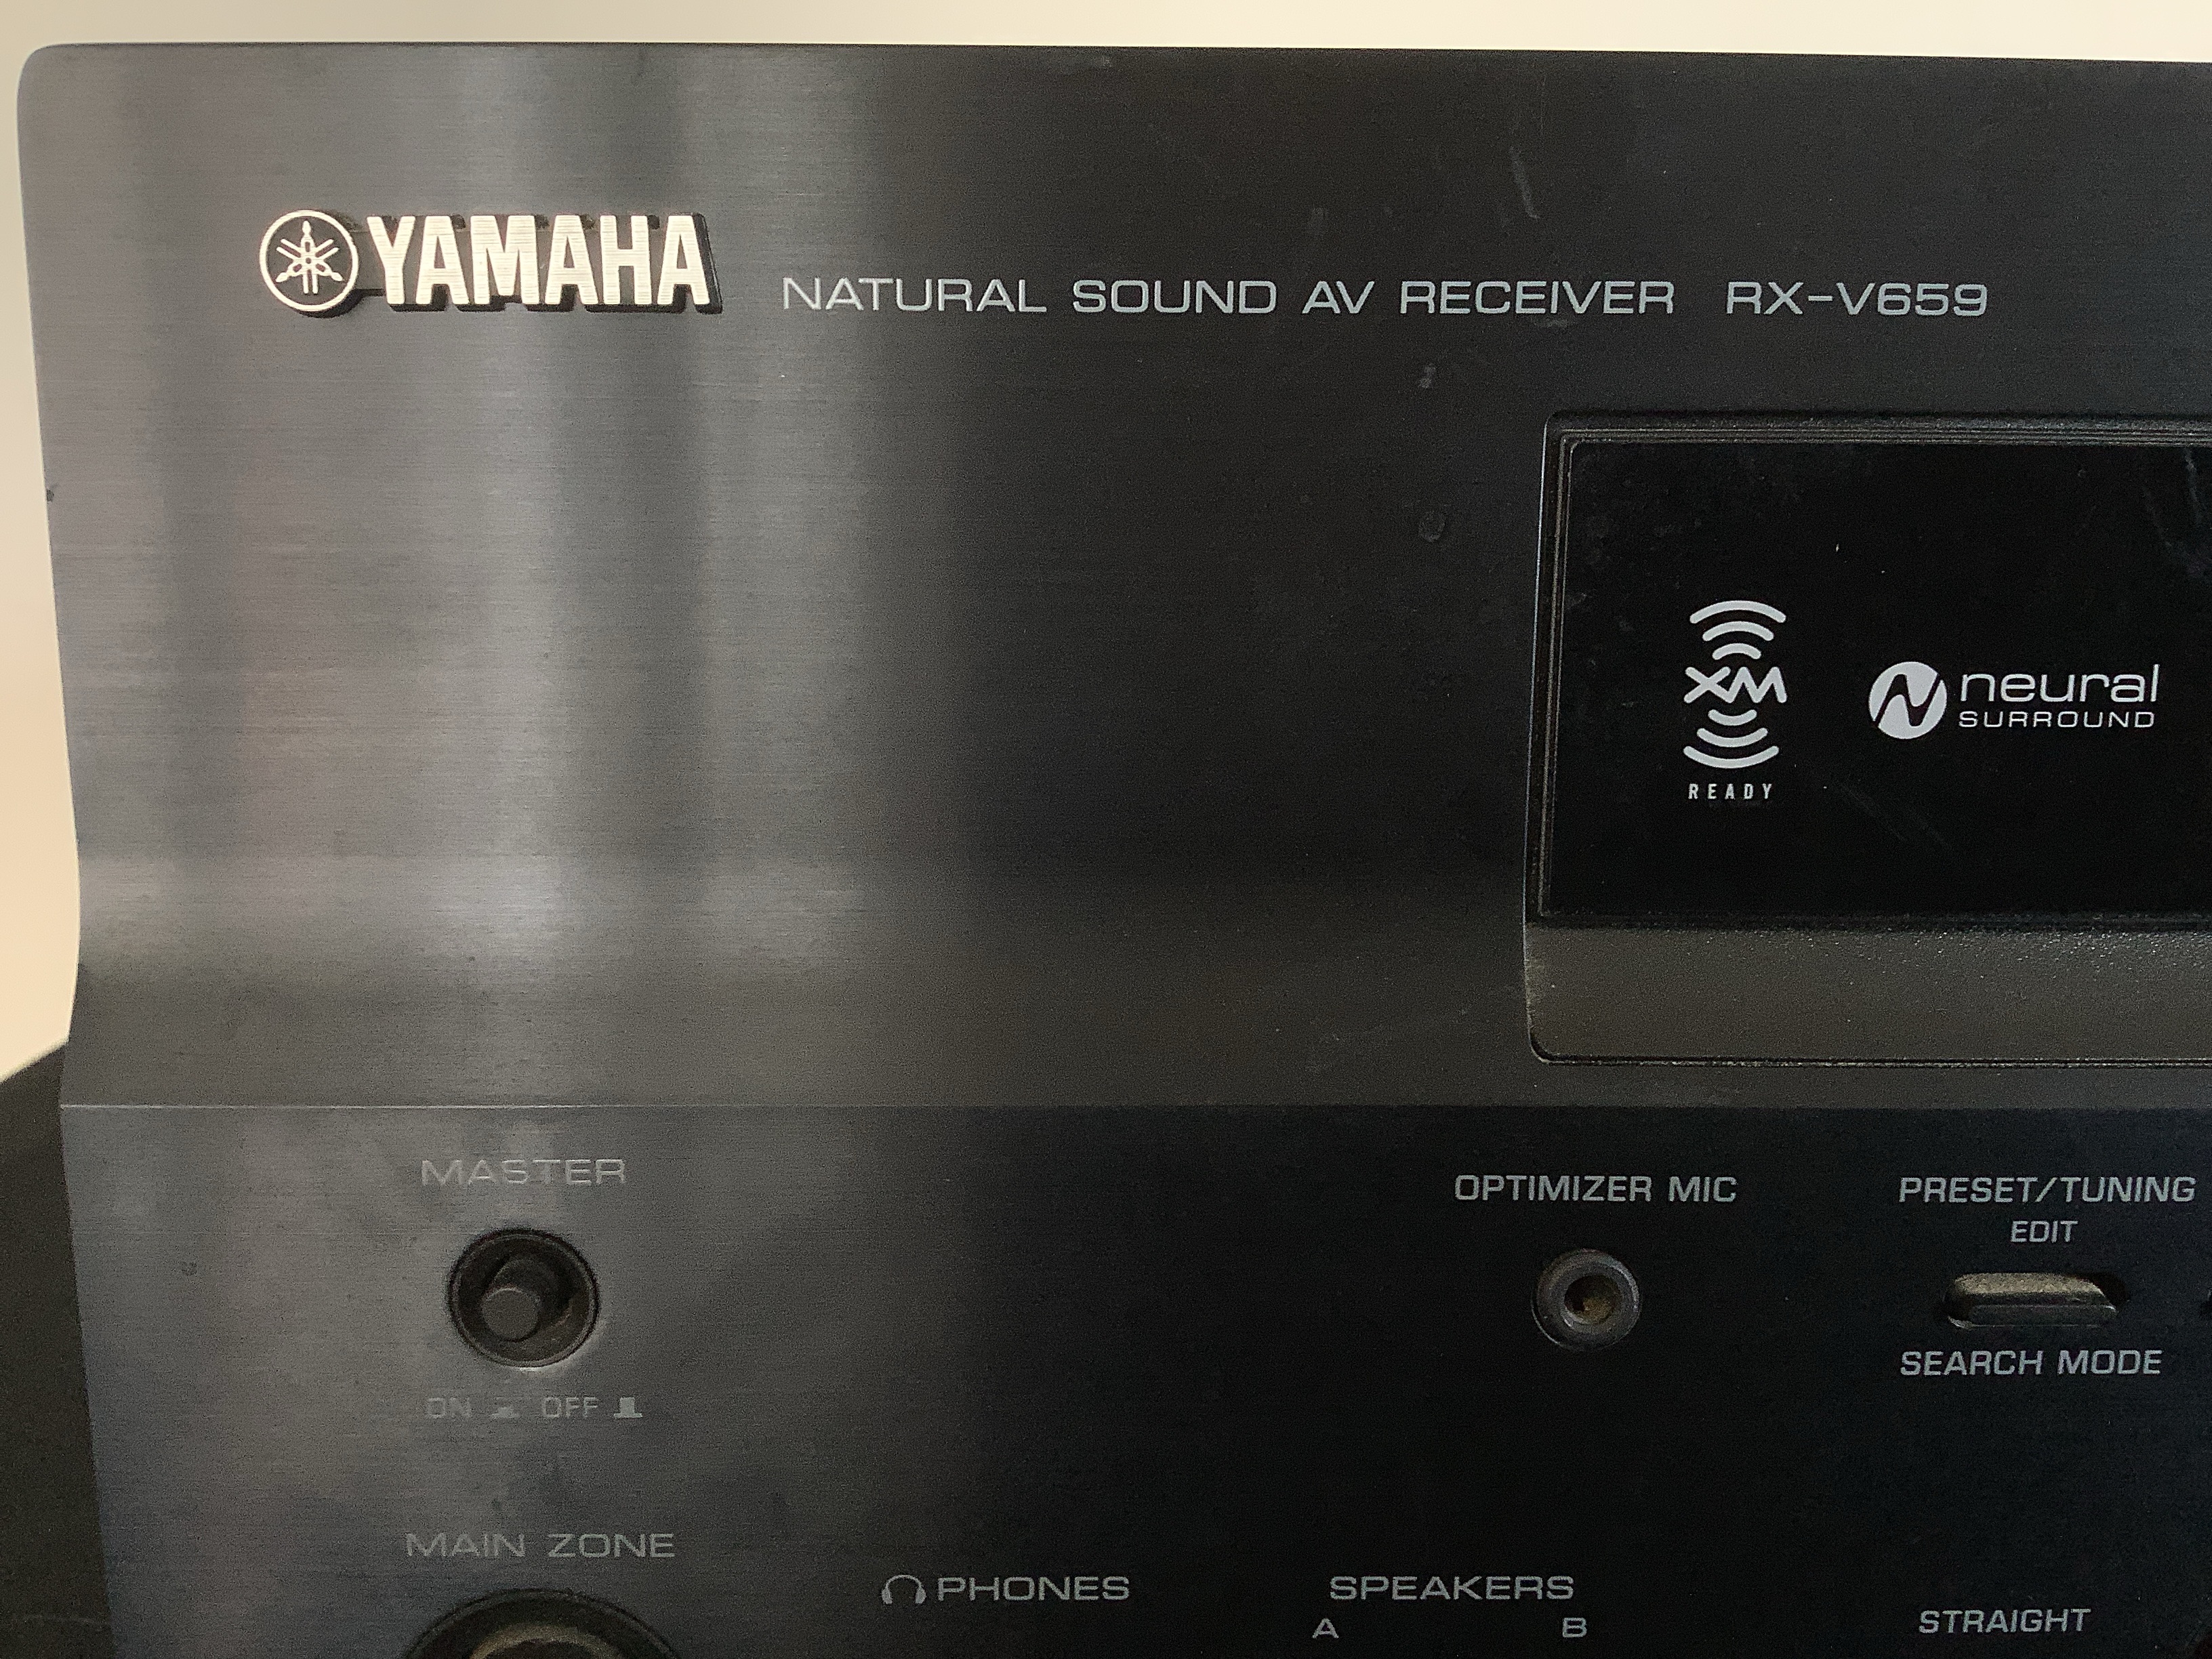 YAMAHA NATURAL SOUND AV RECEIVER RX-V659
XM
READY
neural
SURROUND
MASTER
ON OFF
OPTIMIZER MIC
PRESET/TUNING
EDIT
SEARCH MODE
MAIN ZONE
PHONES
SPEAKERS
A B
STRAIGHT